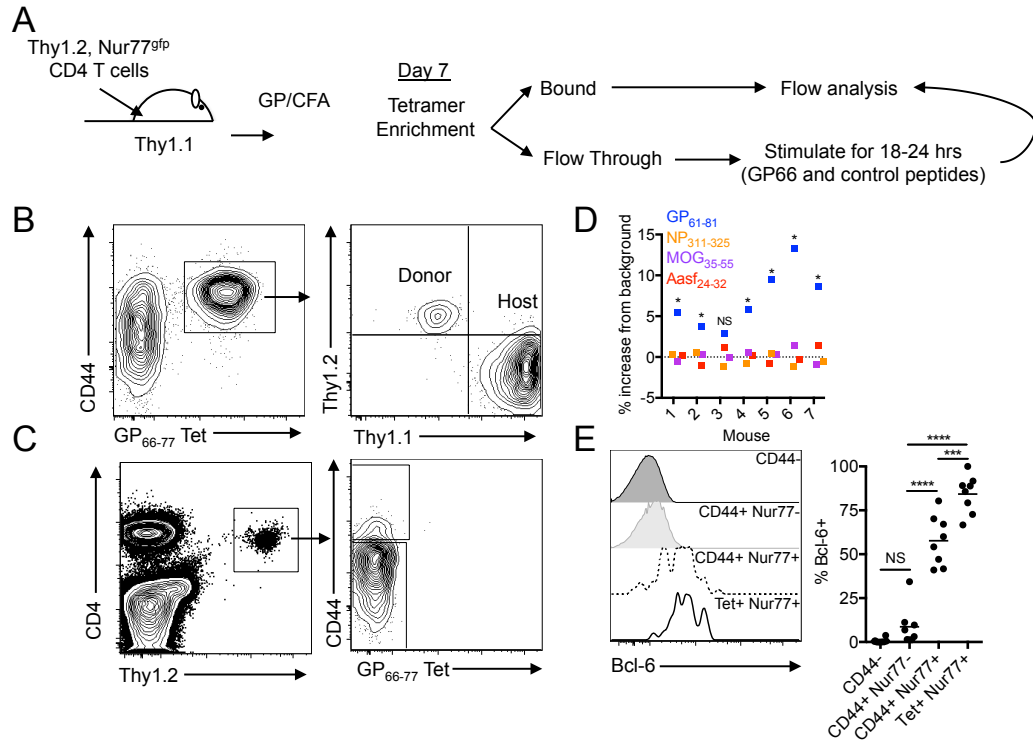 A
Thy1.2, Nur77gfp
CD4 T cells
Thy1.1
GP/CFA
Day 7
Tetramer
Enrichment
Bound
Flow Through
Flow analysis
Stimulate for 18-24 hrs
(GP66 and control peptides)
B
CD44
GP66-77 Tet
Donor
Host
Thy1.2
Thy1.1
C
CD4
Thy1.2
CD44
GP66-77 Tet
D
GP61-81
NP311-325
MOG35-55
Aasf24-32
% increase from background
15
10
5
0
-5
* * NS * * * *
1 2 3 4 5 6 7
Mouse
E
CD44-
CD44+ Nur77-
CD44+ Nur77+
Tet+ Nur77+
Bcl-6
% Bcl-6+
100
75
50
25
0
****
***
****
NS
CD44-
CD44+ Nur77-
CD44+ Nur77+
Tet+ Nur77+